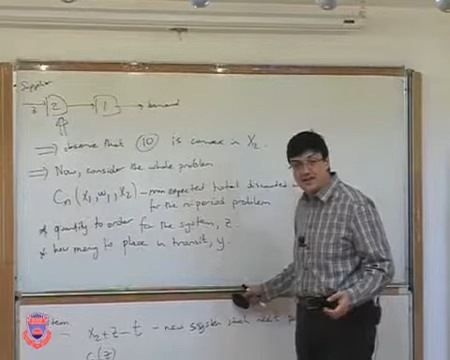 Supplier
z → 2 → 1 → demand
⇒ observe that (10) is convex in X₂.
⇒ Now, consider the whole problem
Cₙ(x₁, w₁, x₂) – min expected total discounted
for the n-period problem
* quantity to order for the system, z.
* how many to place in transit, y.
x₂ + z – t – new system stock next